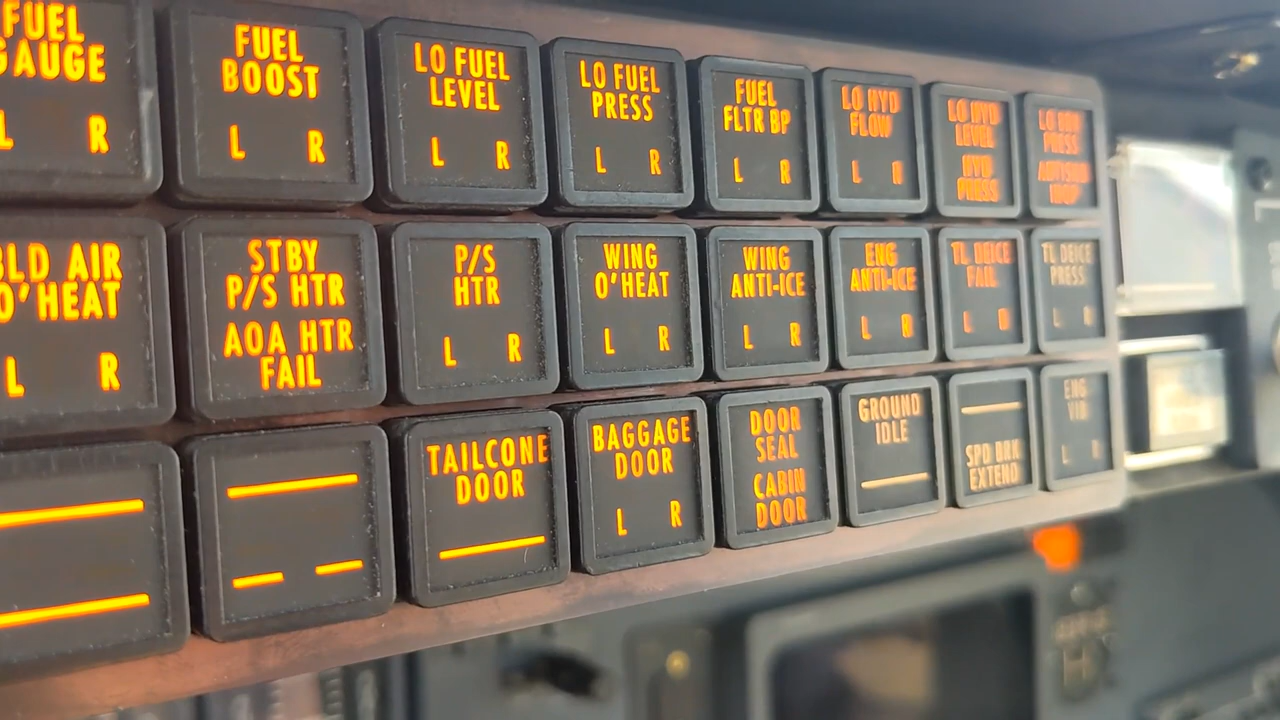 FUEL
GAUGE
L R
FUEL
BOOST
L R
LO FUEL
LEVEL
L R
LO FUEL
PRESS
L R
FUEL
FLTR BP
L R
LO HYD
FLOW
L R
LO HYD
LEVEL
HYD
PRESS
LO
PRESS
BLD AIR
O'HEAT
L R
STBY
P/S HTR
AOA HTR
FAIL
P/S
HTR
L R
WING
O'HEAT
L R
WING
ANTI-ICE
L R
ENG
ANTI-ICE
L R
TL DEICE
FAIL
L R
TL DEICE
PRESS
L R
TAILCONE
DOOR
BAGGAGE
DOOR
L R
DOOR
SEAL
CABIN
DOOR
GROUND
IDLE
SPD BRK
EXTEND
ENG
VIB
L R